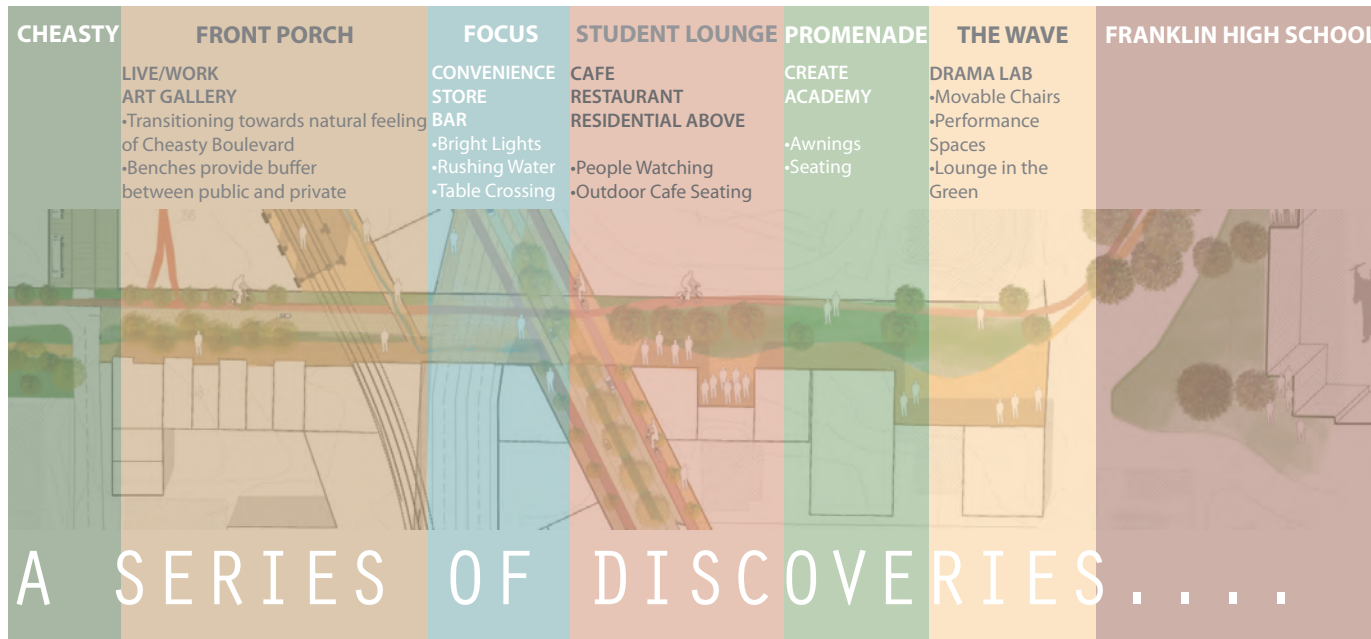 CHEASTY
FRONT PORCH
LIVE/WORK
ART GALLERY
•Transitioning towards natural feeling
of Cheasty Boulevard
•Benches provide buffer
between public and private
FOCUS
CONVENIENCE
STORE
BAR
•Bright Lights
•Rushing Water
•Table Crossing
STUDENT LOUNGE
CAFE
RESTAURANT
RESIDENTIAL ABOVE
•People Watching
•Outdoor Cafe Seating
PROMENADE
CREATE
ACADEMY
•Awnings
•Seating
THE WAVE
DRAMA LAB
•Movable Chairs
•Performance
Spaces
•Lounge in the
Green
FRANKLIN HIGH SCHOOL
A SERIES OF DISCOVERIES....